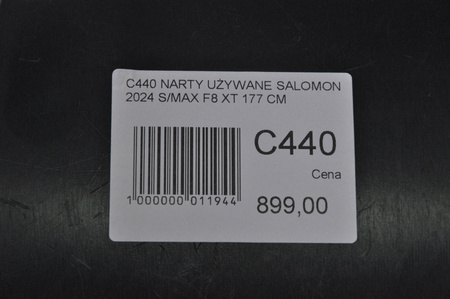 C440 NARTY UŻYWANE SALOMON
2024 S/MAX F8 XT 177 CM
C440
Cena
1 000000 011944
899,00